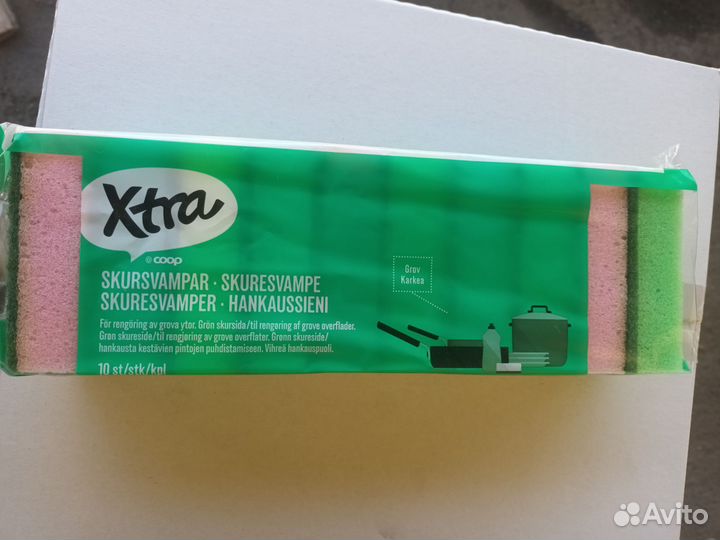 X-tra
coop
SKURSVAMPAR · SKURESVAMPE
SKURESVAMPER · HANKAUSSIENI
För rengöring av grova ytor. Grön skursida/til rengøring af grove overflader.
Grøn skureside/til rengjøring av grove overflater. Grønn skureside/
hankausta kestävien pintojen puhdistamiseen. Vihreä hankauspuoli.
10 st/stk/kpl
Grov
Karkea
Avito